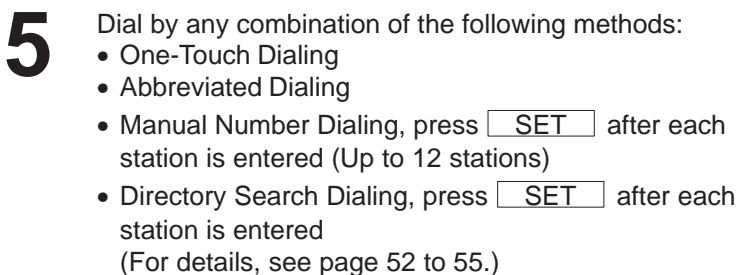 5 Dial by any combination of the following methods:
• One-Touch Dialing
• Abbreviated Dialing
• Manual Number Dialing, press SET after each
station is entered (Up to 12 stations)
• Directory Search Dialing, press SET after each
station is entered
(For details, see page 52 to 55.)